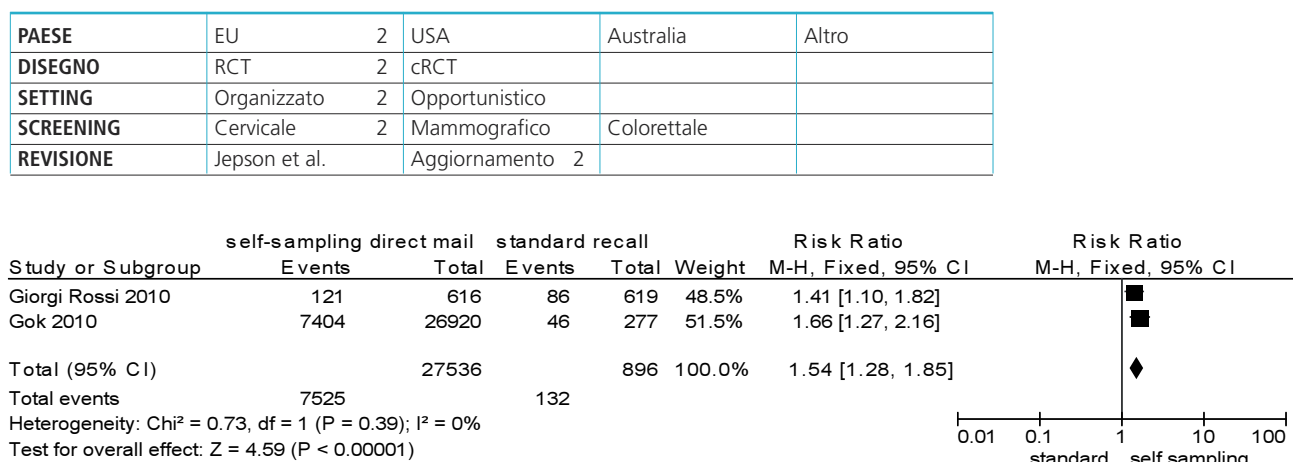 PAESE EU 2 USA Australia Altro
DISEGNO RCT 2 cRCT
SETTING Organizzato 2 Opportunistico
SCREENING Cervicale 2 Mammografico Colorettale
REVISIONE Jepson et al. Aggiornamento 2
self-sampling direct mail standard recall Risk Ratio Risk Ratio
Study or Subgroup Events Total Events Total Weight M-H, Fixed, 95% CI M-H, Fixed, 95% CI
Giorgi Rossi 2010 121 616 86 619 48.5% 1.41 [1.10, 1.82]
Gok 2010 7404 26920 46 277 51.5% 1.66 [1.27, 2.16]
Total (95% CI) 27536 896 100.0% 1.54 [1.28, 1.85]
Total events 7525 132
Heterogeneity: Chi² = 0.73, df = 1 (P = 0.39); I² = 0%
Test for overall effect: Z = 4.59 (P < 0.00001)
0.01 0.1 1 10 100
standard self sampling